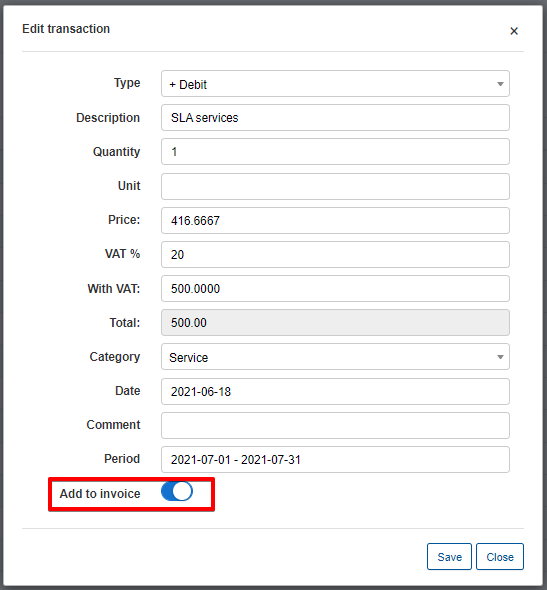 Edit transaction ×
Type + Debit
Description SLA services
Quantity 1
Unit
Price: 416.6667
VAT % 20
With VAT: 500.0000
Total: 500.00
Category Service
Date 2021-06-18
Comment
Period 2021-07-01 - 2021-07-31
Add to invoice
Save Close